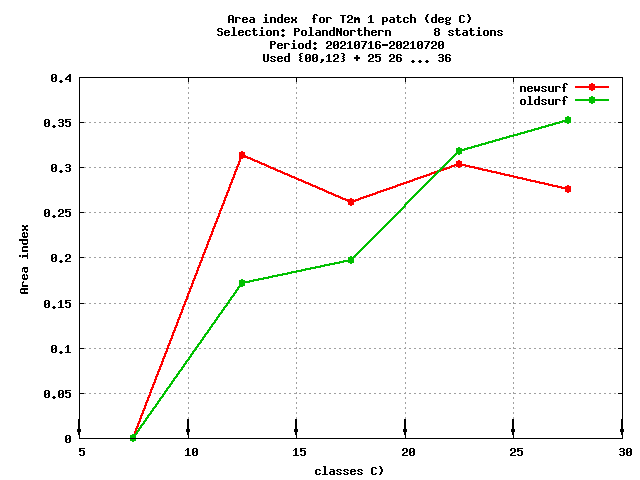 Area index  for T2m 1 patch (deg C)
Selection: PolandNorthern      8 stations
Period: 20210716-20210720
Used {00,12} + 25 26 ... 36
newsurf
oldsurf
0.4
0.35
0.3
0.25
0.2
0.15
0.1
0.05
0
Area index
5 10 15 20 25 30
classes C)